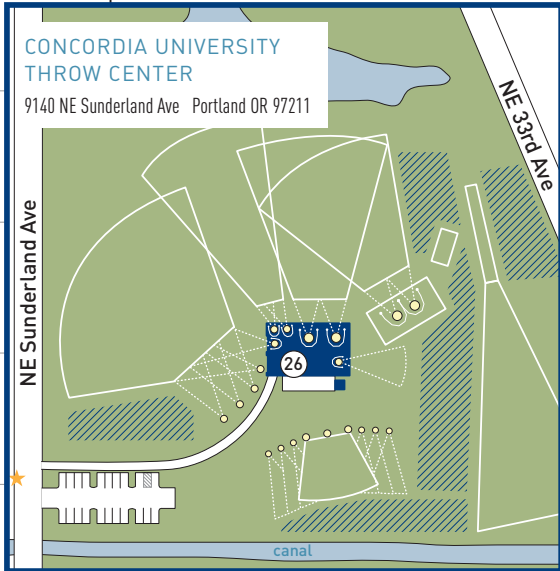 CONCORDIA UNIVERSITY
THROW CENTER
9140 NE Sunderland Ave Portland OR 97211
NE 33rd Ave
NE Sunderland Ave
26
canal